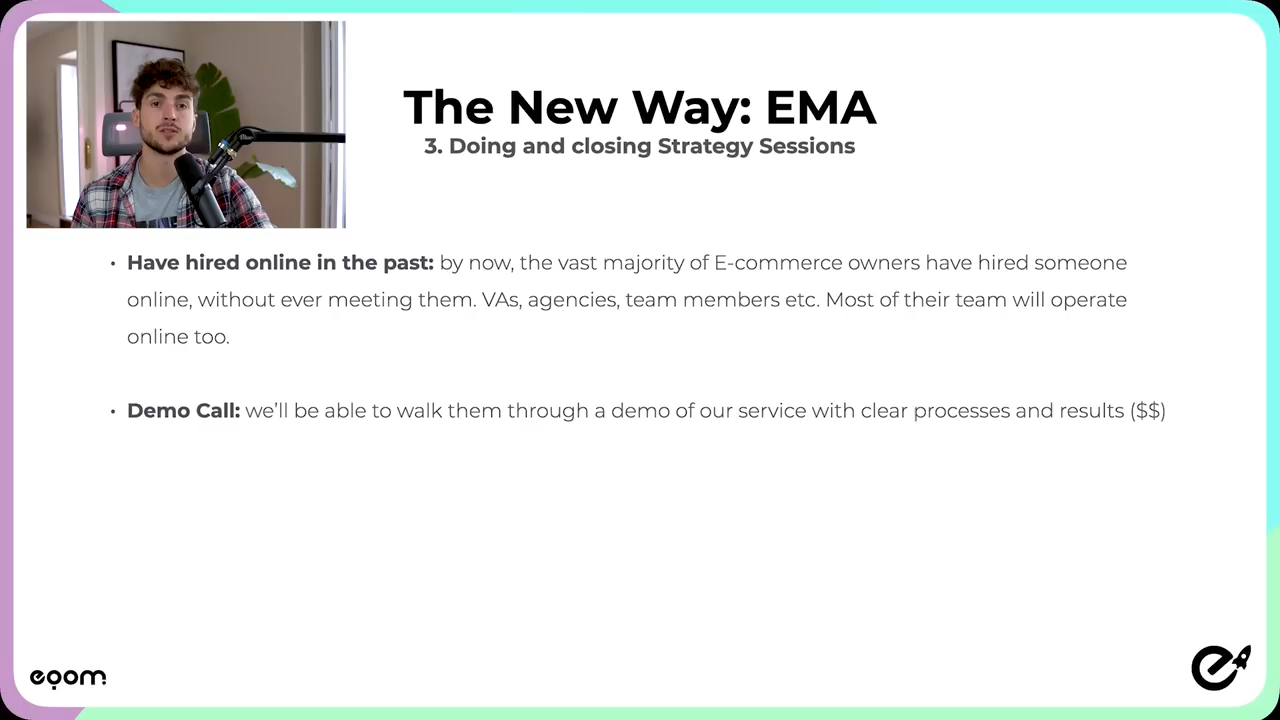 The New Way: EMA
3. Doing and closing Strategy Sessions
• Have hired online in the past: by now, the vast majority of E-commerce owners have hired someone
online, without ever meeting them. VAs, agencies, team members etc. Most of their team will operate
online too.
• Demo Call: we'll be able to walk them through a demo of our service with clear processes and results ($$)
eqom